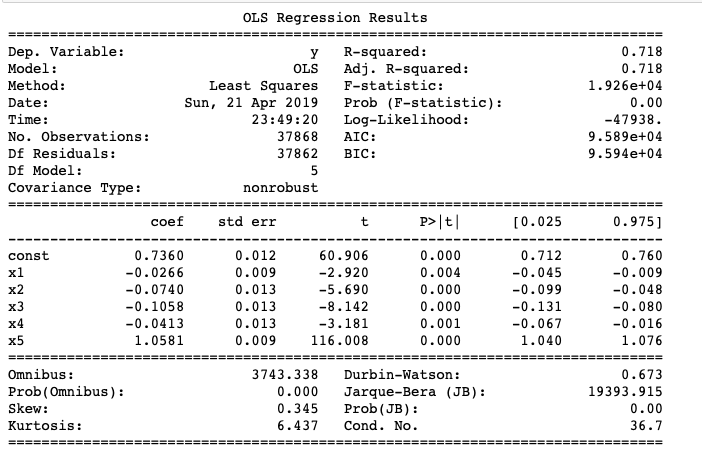 OLS Regression Results
==============================================================================
Dep. Variable:                      y   R-squared:                       0.718
Model:                            OLS   Adj. R-squared:                  0.718
Method:                 Least Squares   F-statistic:                 1.926e+04
Date:                Sun, 21 Apr 2019   Prob (F-statistic):               0.00
Time:                        23:49:20   Log-Likelihood:                -47938.
No. Observations:               37868   AIC:                         9.589e+04
Df Residuals:                   37862   BIC:                         9.594e+04
Df Model:                           5
Covariance Type:            nonrobust
==============================================================================
                 coef    std err          t      P>|t|      [0.025      0.975]
------------------------------------------------------------------------------
const          0.7360      0.012     60.906      0.000       0.712       0.760
x1            -0.0266      0.009     -2.920      0.004      -0.045      -0.009
x2            -0.0740      0.013     -5.690      0.000      -0.099      -0.048
x3            -0.1058      0.013     -8.142      0.000      -0.131      -0.080
x4            -0.0413      0.013     -3.181      0.001      -0.067      -0.016
x5             1.0581      0.009    116.008      0.000       1.040       1.076
==============================================================================
Omnibus:                     3743.338   Durbin-Watson:                   0.673
Prob(Omnibus):                  0.000   Jarque-Bera (JB):            19393.915
Skew:                           0.345   Prob(JB):                         0.00
Kurtosis:                       6.437   Cond. No.                         36.7
==============================================================================